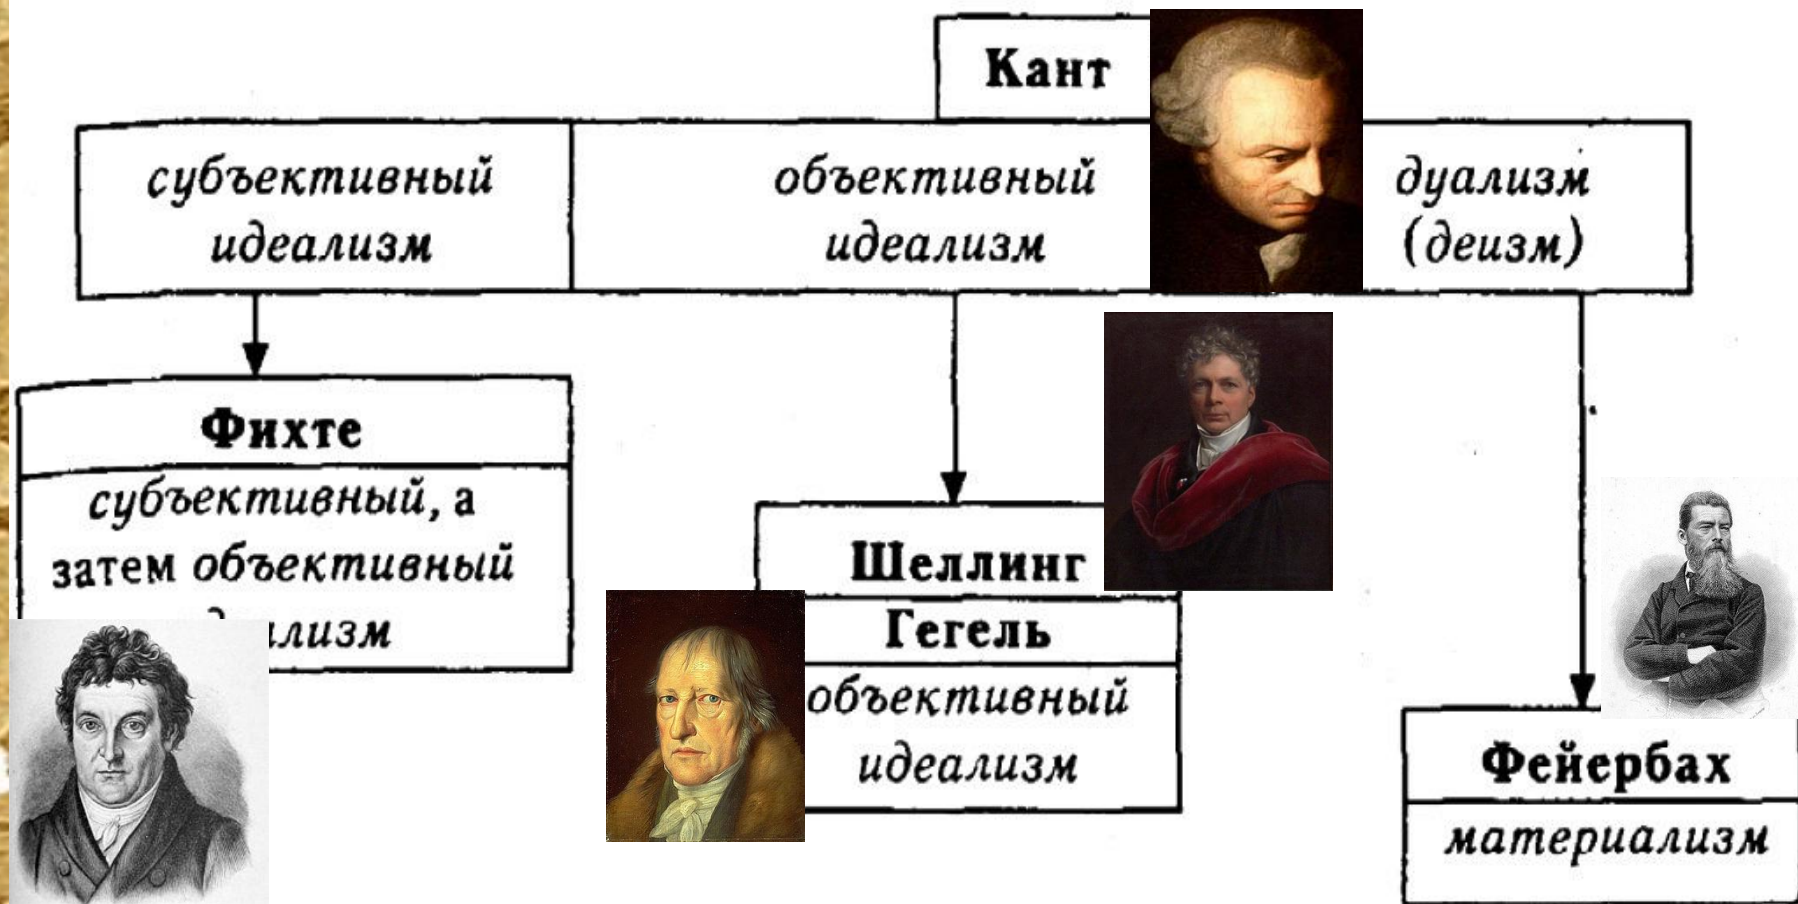 Кант
субъективный
идеализм
объективный
идеализм
дуализм
(деизм)
Фихте
субъективный, а
затем объективный
Шеллинг
Гегель
объективный
идеализм
Фейербах
материализм